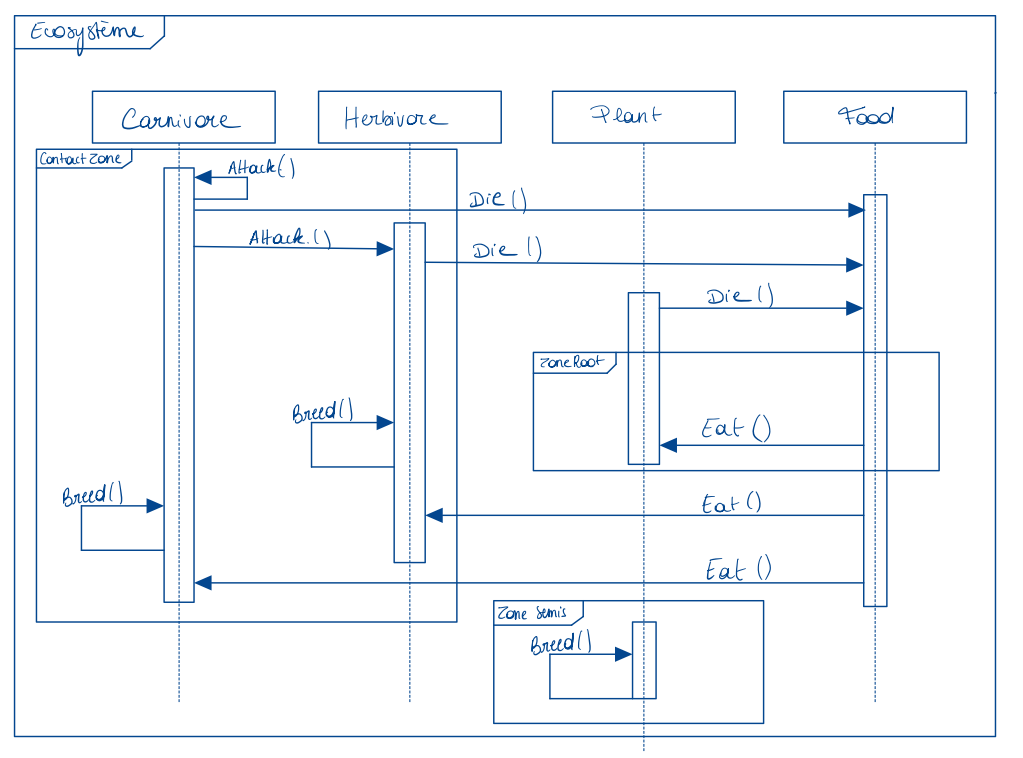 Ecosystème
Carnivore
Herbivore
Plant
Food
Contact Zone
Attack()
Die ()
Attack.()
Die ()
Die ()
Zone Root
Breed()
Eat ()
Breed()
Eat ()
Eat ()
Zone Semis
Breed()